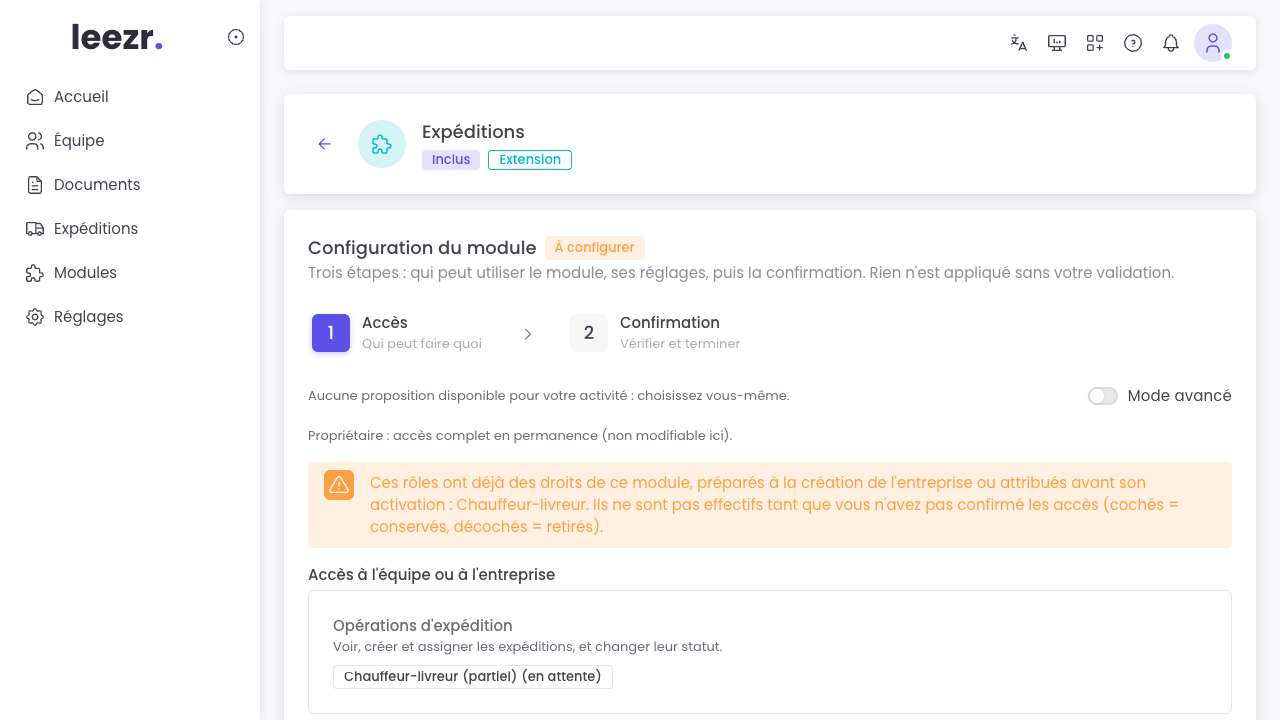 leezr.
Accueil
Équipe
Documents
Expéditions
Modules
Réglages
Expéditions
Inclus
Extension
Configuration du module
À configurer
Trois étapes : qui peut utiliser le module, ses réglages, puis la confirmation. Rien n'est appliqué sans votre validation.
1
Accès
Qui peut faire quoi
2
Confirmation
Vérifier et terminer
Aucune proposition disponible pour votre activité : choisissez vous-même.
Mode avancé
Propriétaire : accès complet en permanence (non modifiable ici).
Ces rôles ont déjà des droits de ce module, préparés à la création de l'entreprise ou attribués avant son
activation : Chauffeur-livreur. Ils ne sont pas effectifs tant que vous n'avez pas confirmé les accès (cochés =
conservés, décochés = retirés).
Accès à l'équipe ou à l'entreprise
Opérations d'expédition
Voir, créer et assigner les expéditions, et changer leur statut.
Chauffeur-livreur (partiel) (en attente)